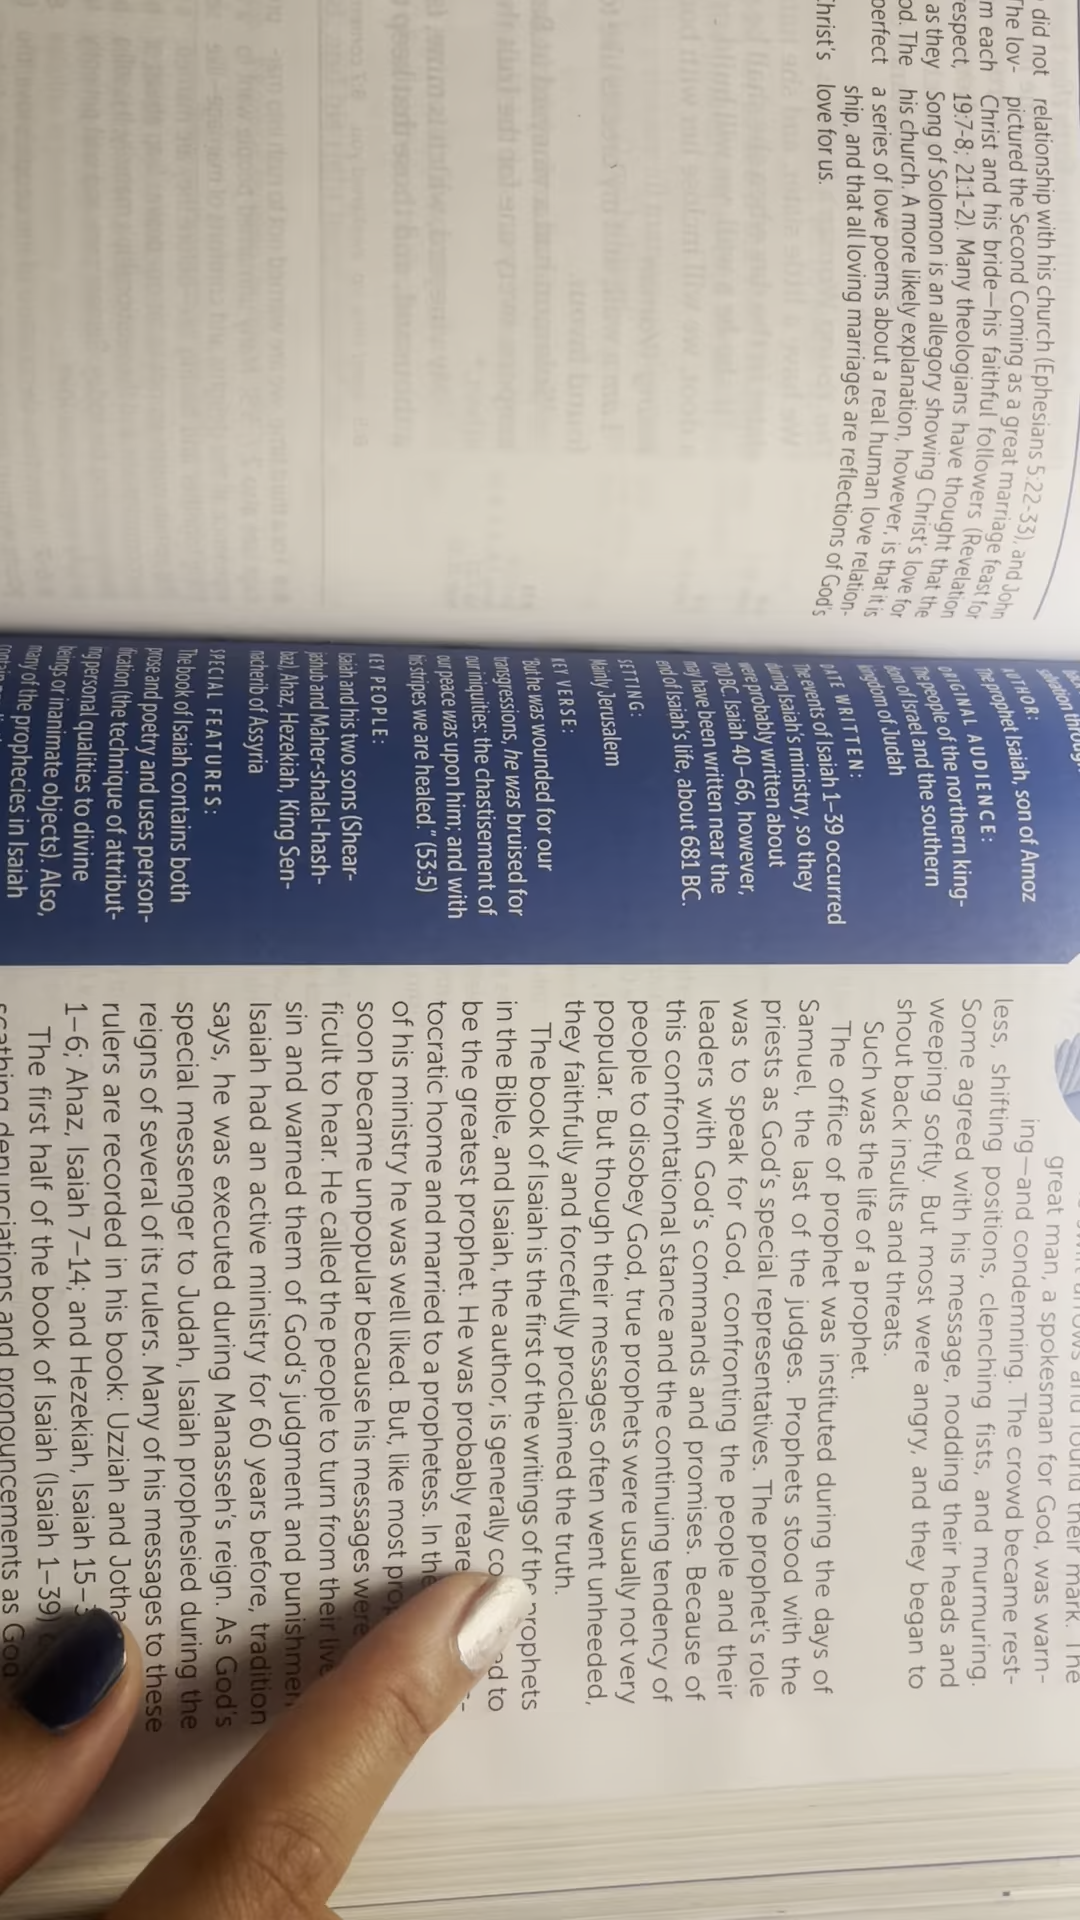 did not
The lov-
m each
espect,
as they
od. The
perfect
hrist's
relationship with his church (Ephesians 5:22-33), and John
pictured the Second Coming as a great marriage feast for
Christ and his bride—his faithful followers (Revelation
19:7-8; 21:1-2). Many theologians have thought that the
Song of Solomon is an allegory showing Christ's love for
his church. A more likely explanation, however, is that it is
a series of love poems about a real human love relation-
ship, and that all loving marriages are reflections of God's
love for us.
AUTHOR:
The prophet Isaiah, son of Amoz
ORIGINAL AUDIENCE:
The people of the northern king-
dom of Israel and the southern
kingdom of Judah
DATE WRITTEN:
The events of Isaiah 1–39 occurred
during Isaiah's ministry, so they
were probably written about
700 BC. Isaiah 40–66, however,
may have been written near the
end of Isaiah's life, about 681 BC.
SETTING:
Mainly Jerusalem
KEY VERSE:
"But he was wounded for our
transgressions, he was bruised for
our iniquities: the chastisement of
our peace was upon him; and with
his stripes we are healed." (53:5)
KEY PEOPLE:
Isaiah and his two sons (Shear-
jashub and Maher-shalal-hash-
baz), Ahaz, Hezekiah, King Sen-
nacherib of Assyria
SPECIAL FEATURES:
The book of Isaiah contains both
prose and poetry and uses person-
ification (the technique of attribut-
ing personal qualities to divine
beings or inanimate objects). Also,
many of the prophecies in Isaiah
and found their mark. The
great man, a spokesman for God, was warn-
ing—and condemning. The crowd became rest-
less, shifting positions, clenching fists, and murmuring.
Some agreed with his message, nodding their heads and
weeping softly. But most were angry, and they began to
shout back insults and threats.
Such was the life of a prophet.
The office of prophet was instituted during the days of
Samuel, the last of the judges. Prophets stood with the
priests as God's special representatives. The prophet's role
was to speak for God, confronting the people and their
leaders with God's commands and promises. Because of
this confrontational stance and the continuing tendency of
people to disobey God, true prophets were usually not very
popular. But though their messages often went unheeded,
they faithfully and forcefully proclaimed the truth.
The book of Isaiah is the first of the writings of the prophets
in the Bible, and Isaiah, the author, is generally co ed to
be the greatest prophet. He was probably reare
tocratic home and married to a prophetess. In the
of his ministry he was well liked. But, like most prop
soon became unpopular because his messages were
ficult to hear. He called the people to turn from their live
sin and warned them of God's judgment and punishmen
Isaiah had an active ministry for 60 years before, tradition
says, he was executed during Manasseh's reign. As God's
special messenger to Judah, Isaiah prophesied during the
reigns of several of its rulers. Many of his messages to these
rulers are recorded in his book: Uzziah and Jotha
1–6; Ahaz, Isaiah 7–14; and Hezekiah, Isaiah 15–
The first half of the book of Isaiah (Isaiah 1–39)
scathing denunciations and pronouncements as God